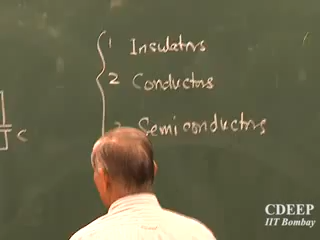 1 Insulators
2 Conductors
Semiconductors
C
CDEEP
IIT Bombay